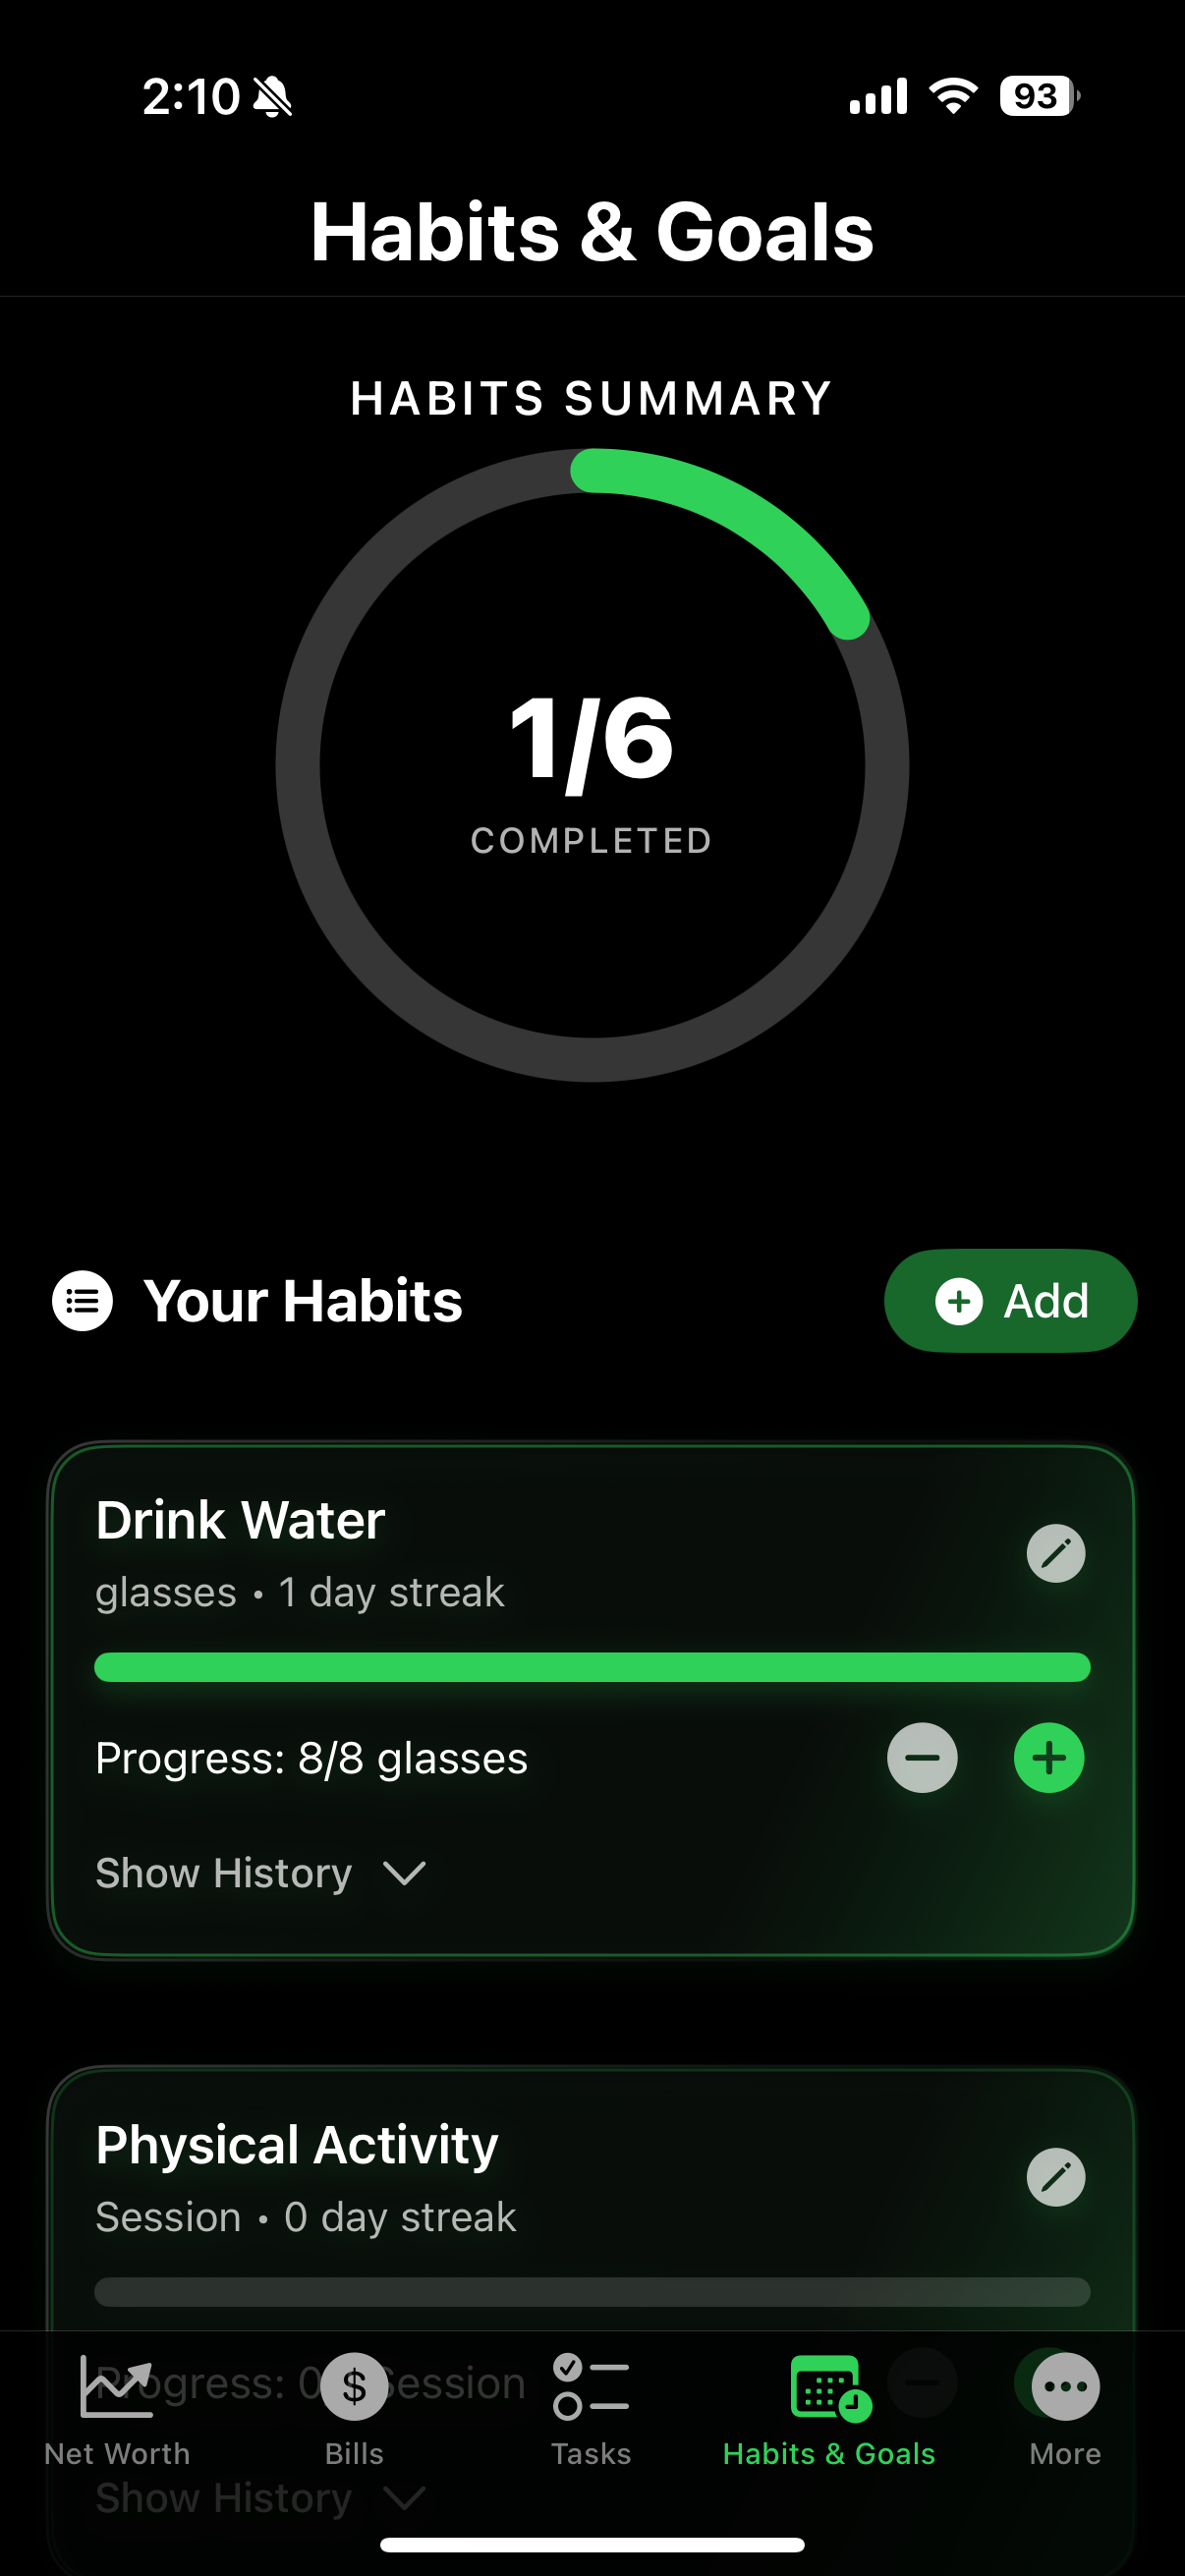 2:10
93
Habits & Goals
HABITS SUMMARY
1/6
COMPLETED
Your Habits
Add
Drink Water
glasses • 1 day streak
Progress: 8/8 glasses
Show History
Physical Activity
Session • 0 day streak
Progress: 0 Session
Show History
$
Net Worth
Bills
Tasks
Habits & Goals
More